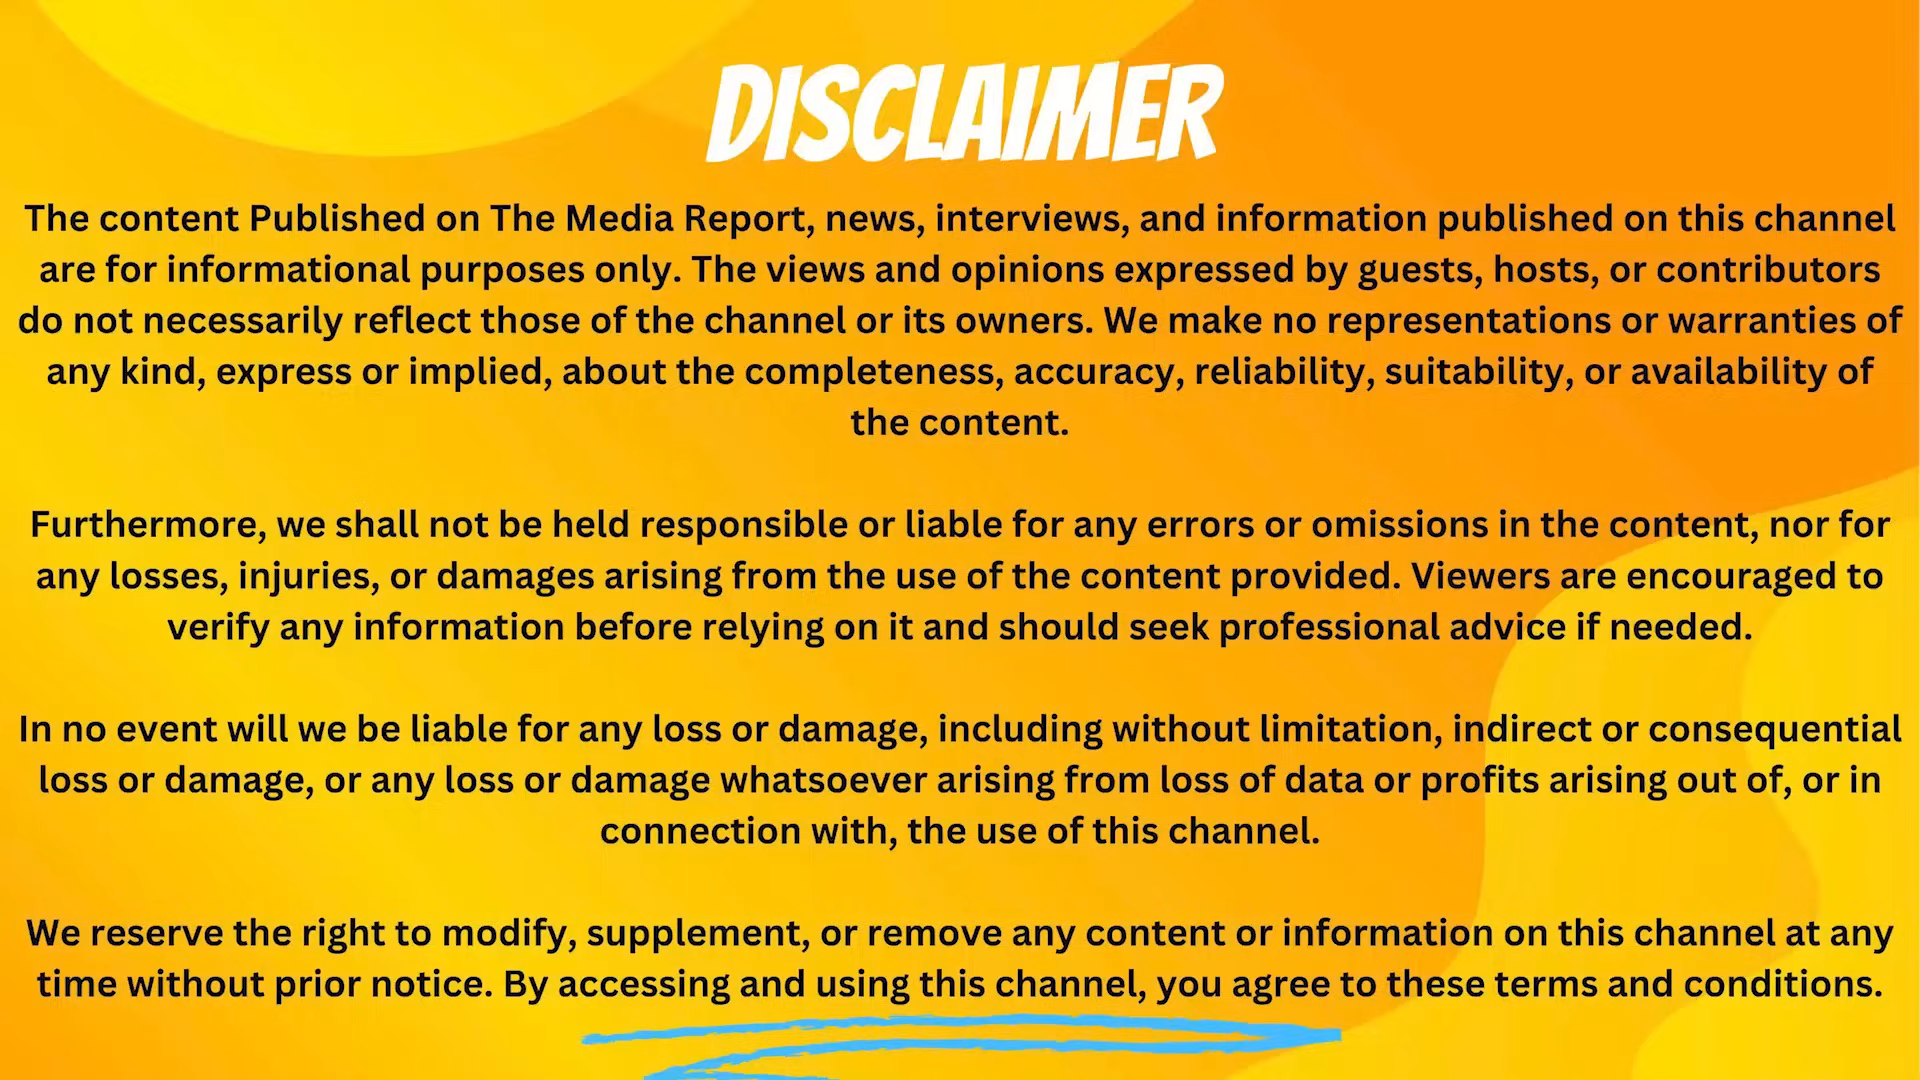 DISCLAIMER
The content Published on The Media Report, news, interviews, and information published on this channel
are for informational purposes only. The views and opinions expressed by guests, hosts, or contributors
do not necessarily reflect those of the channel or its owners. We make no representations or warranties of
any kind, express or implied, about the completeness, accuracy, reliability, suitability, or availability of
the content.
Furthermore, we shall not be held responsible or liable for any errors or omissions in the content, nor for
any losses, injuries, or damages arising from the use of the content provided. Viewers are encouraged to
verify any information before relying on it and should seek professional advice if needed.
In no event will we be liable for any loss or damage, including without limitation, indirect or consequential
loss or damage, or any loss or damage whatsoever arising from loss of data or profits arising out of, or in
connection with, the use of this channel.
We reserve the right to modify, supplement, or remove any content or information on this channel at any
time without prior notice. By accessing and using this channel, you agree to these terms and conditions.